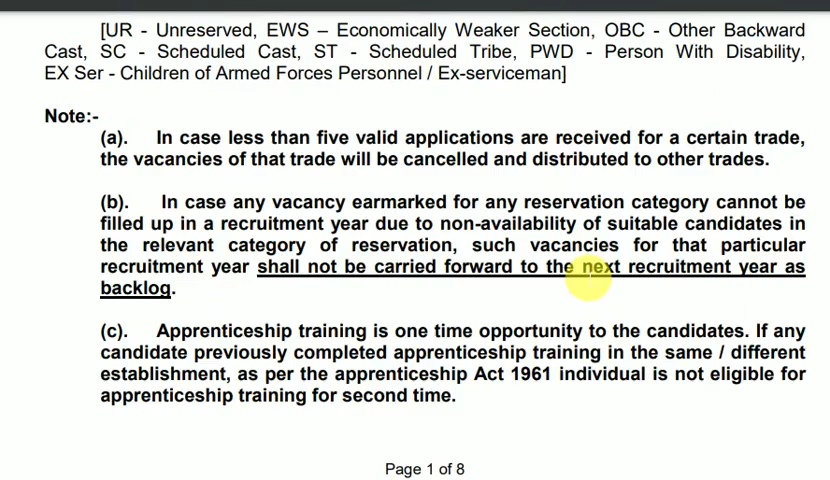 [UR - Unreserved, EWS – Economically Weaker Section, OBC - Other Backward
Cast, SC - Scheduled Cast, ST - Scheduled Tribe, PWD - Person With Disability,
EX Ser - Children of Armed Forces Personnel / Ex-serviceman]
Note:-
(a). In case less than five valid applications are received for a certain trade,
the vacancies of that trade will be cancelled and distributed to other trades.
(b). In case any vacancy earmarked for any reservation category cannot be
filled up in a recruitment year due to non-availability of suitable candidates in
the relevant category of reservation, such vacancies for that particular
recruitment year shall not be carried forward to the next recruitment year as
backlog.
(c). Apprenticeship training is one time opportunity to the candidates. If any
candidate previously completed apprenticeship training in the same / different
establishment, as per the apprenticeship Act 1961 individual is not eligible for
apprenticeship training for second time.
Page 1 of 8